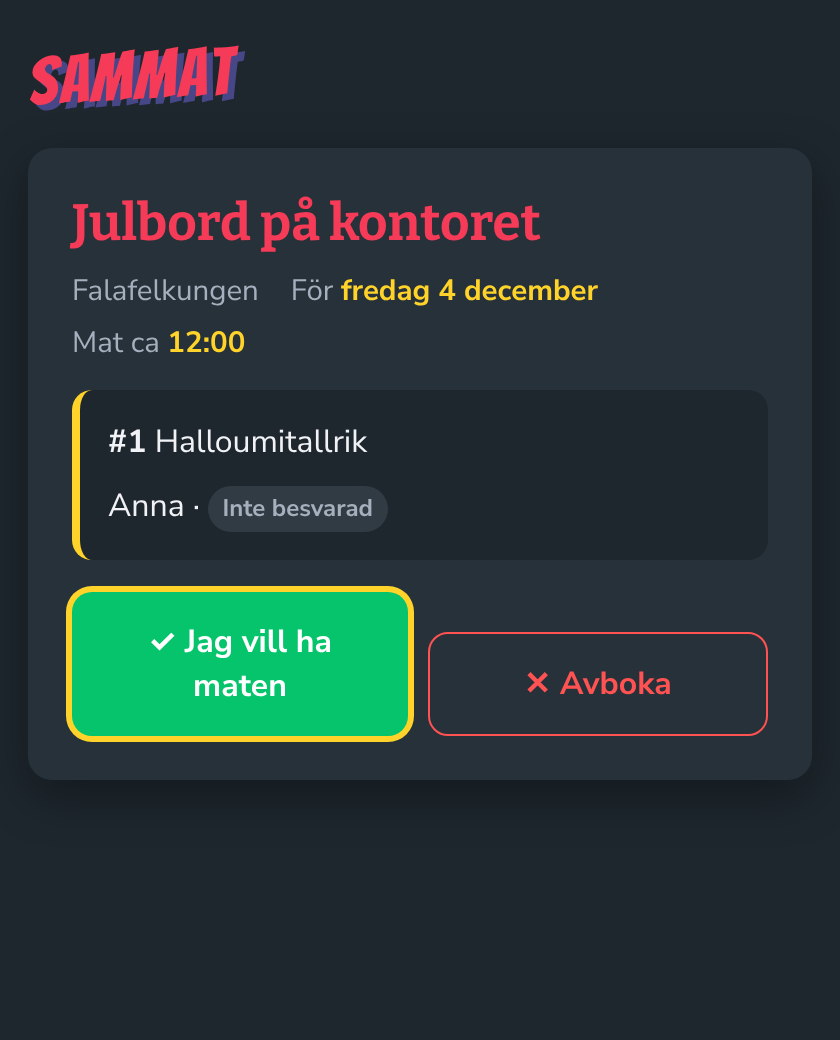 SAMMAT
Julbord på kontoret
Falafelkungen För fredag 4 december
Mat ca 12:00
#1 Halloumitallrik
Anna · Inte besvarad
✓ Jag vill ha
maten
✕ Avboka